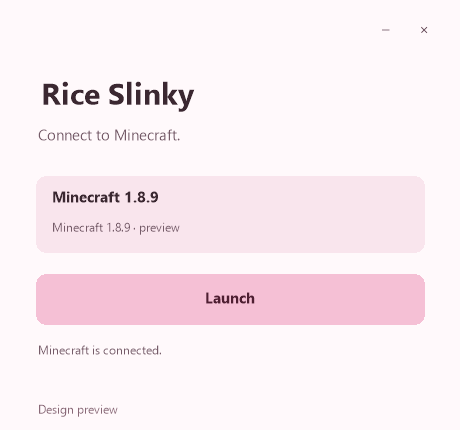 Rice Slinky
Connect to Minecraft.
Minecraft 1.8.9
Minecraft 1.8.9 · preview
Launch
Minecraft is connected.
Design preview